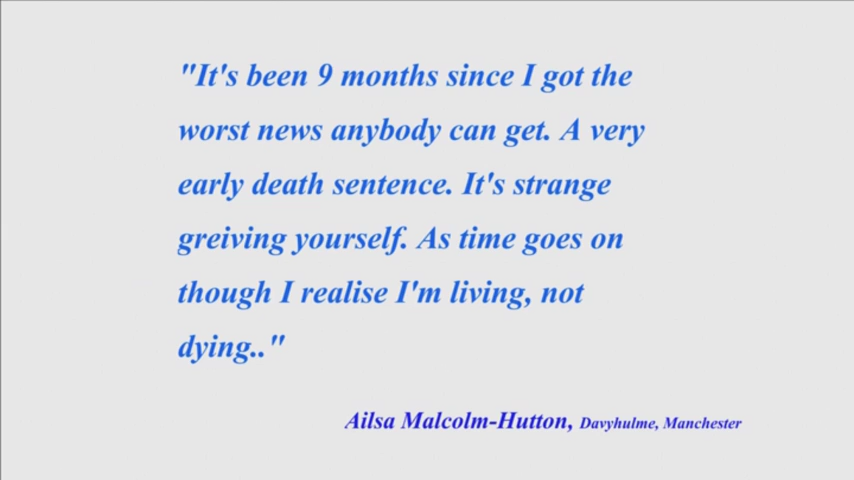 "It's been 9 months since I got the
worst news anybody can get. A very
early death sentence. It's strange
greiving yourself. As time goes on
though I realise I'm living, not
dying.."
Ailsa Malcolm-Hutton, Davyhulme, Manchester